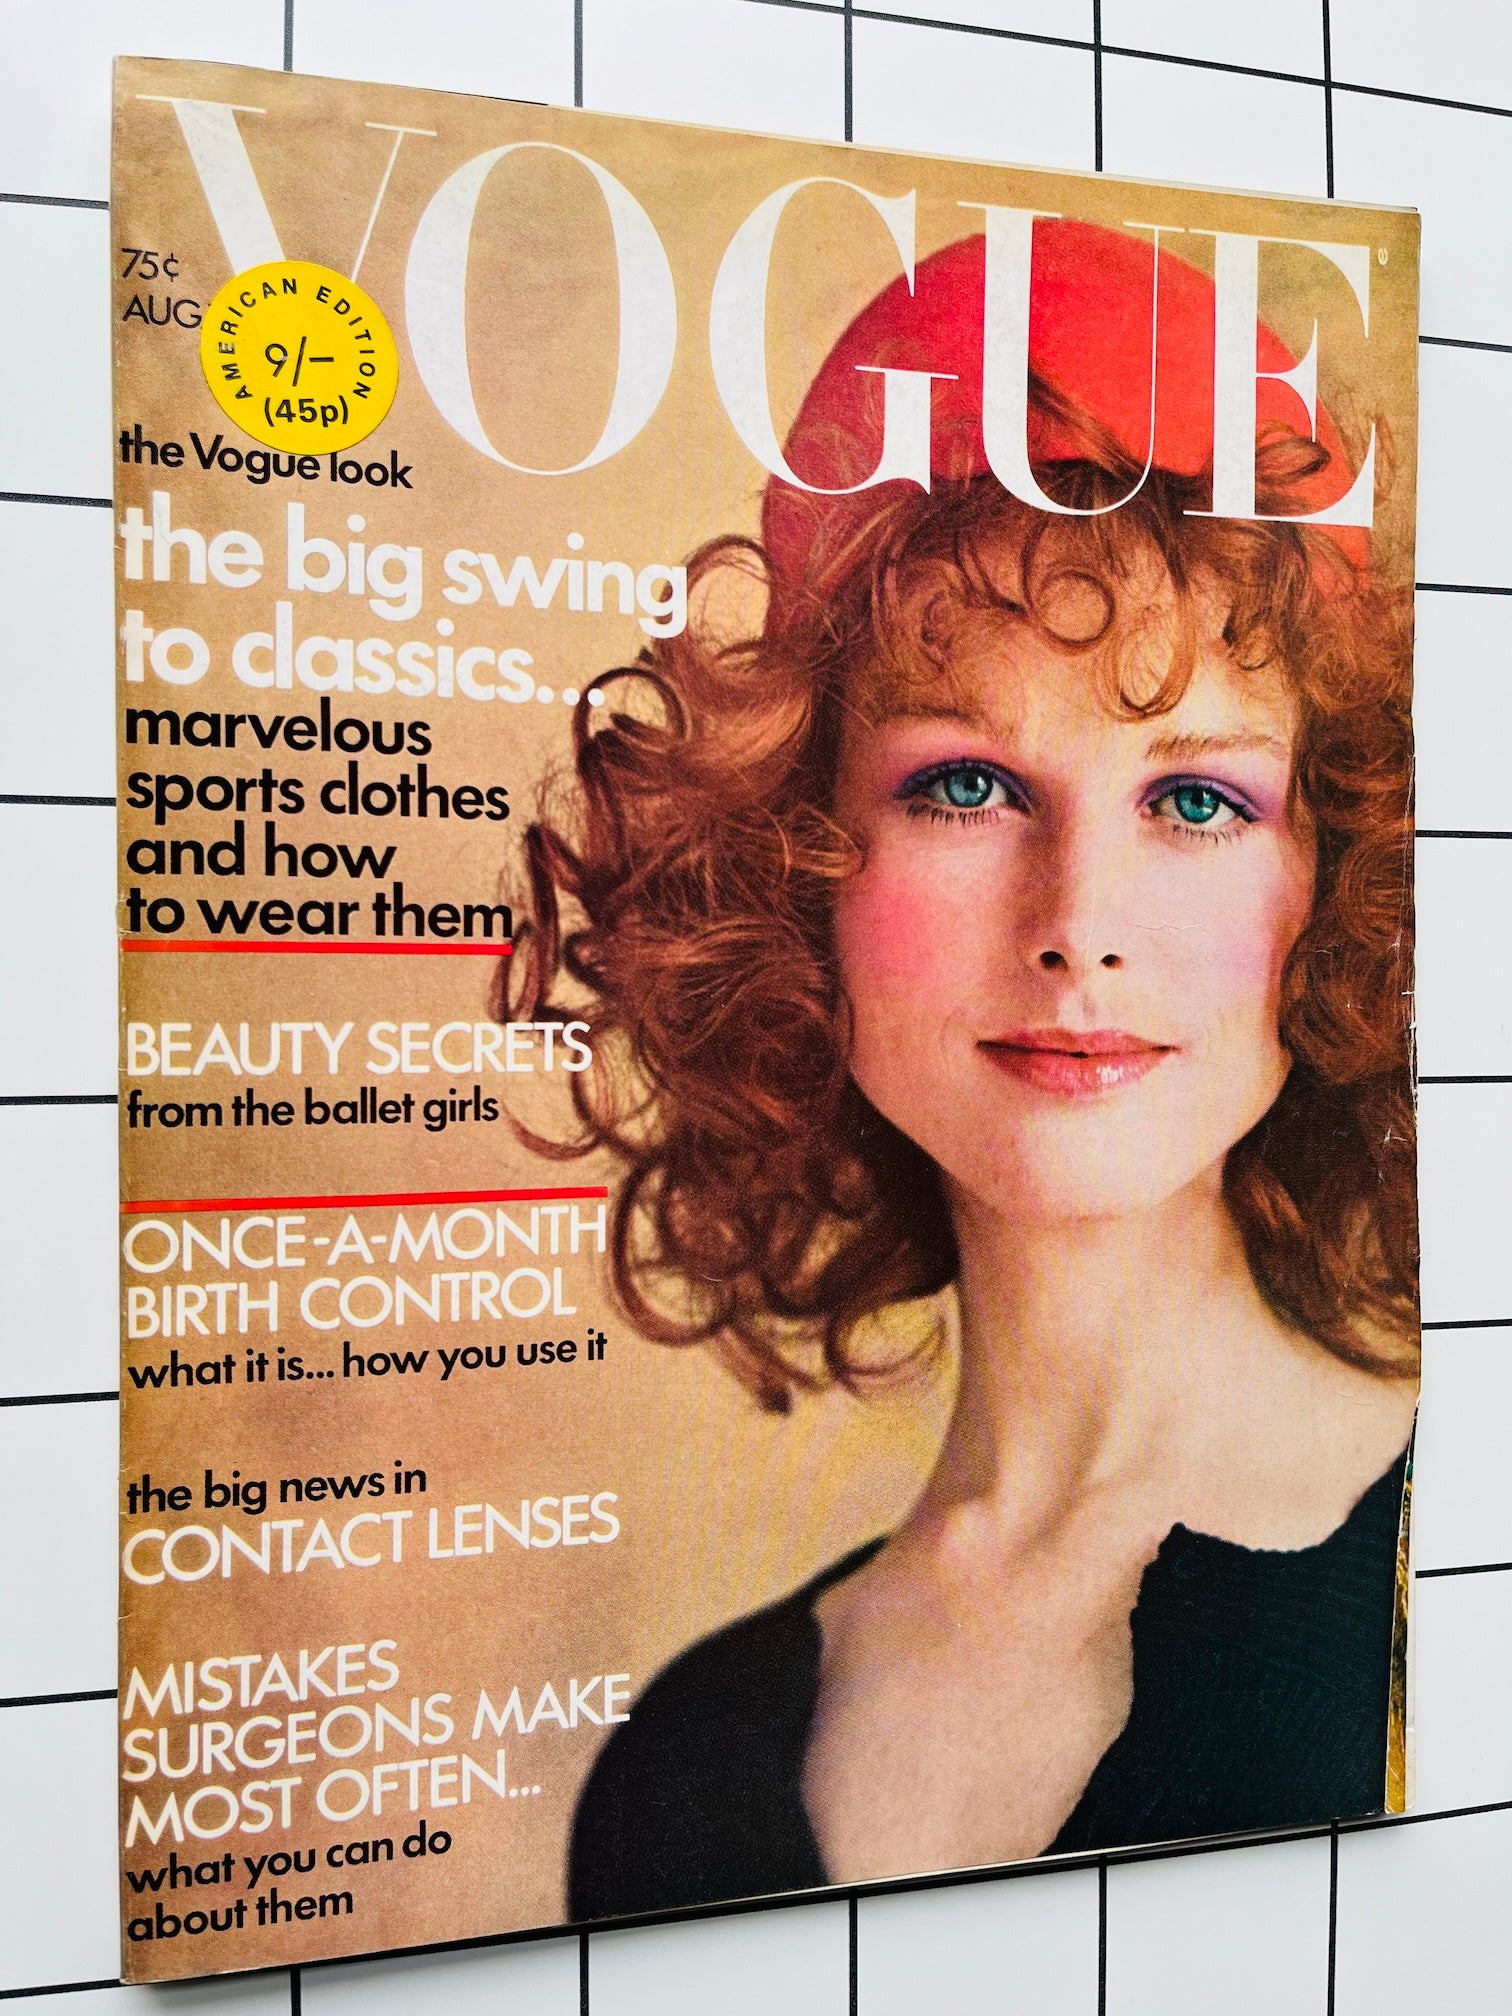 VOGUE
®
75¢
AUG
AMERICAN EDITION
9/–
(45p)
the Vogue look
the big swing
to classics...
marvelous
sports clothes
and how
to wear them
BEAUTY SECRETS
from the ballet girls
ONCE-A-MONTH
BIRTH CONTROL
what it is...how you use it
the big news in
CONTACT LENSES
MISTAKES
SURGEONS MAKE
MOST OFTEN...
what you can do
about them